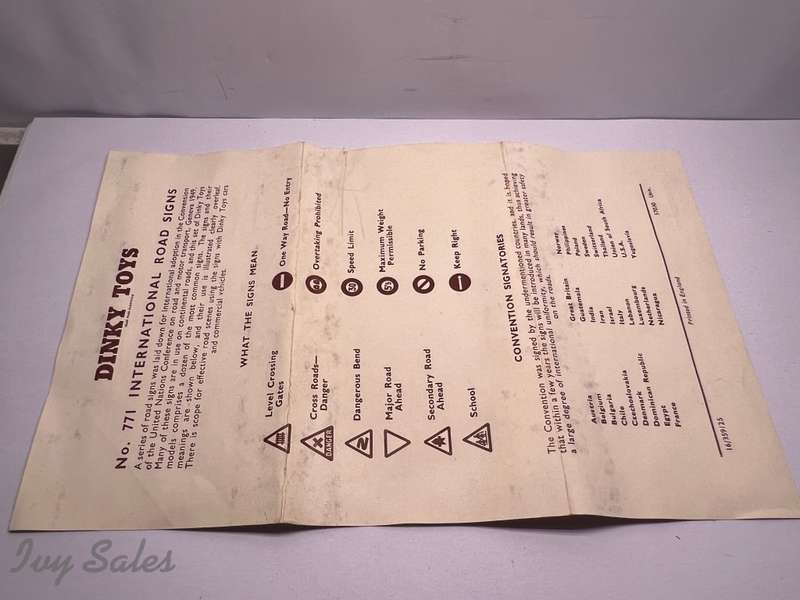 DINKY TOYS
No. 771 INTERNATIONAL ROAD SIGNS
A series of road signs was laid down for international adoption in the Convention
of the United Nations Conference on road and motor transport, Geneva 1949.
Many of these signs are in use on continental roads, and this set of Dinky Toys
models comprises a dozen of the most common signs. The signs and their
meanings are shown below, and their use is illustrated clearly overleaf.
There is scope for effective road scenes using the signs with Dinky Toys cars
and commercial vehicles.
WHAT THE SIGNS MEAN
Level Crossing
Gates
DANGER
Cross Roads—
Danger
Dangerous Bend
Major Road
Ahead
Secondary Road
Ahead
School
One Way Road—No Entry
Overtaking Prohibited
30
Speed Limit
Maximum Weight
Permissible
No Parking
Keep Right
CONVENTION SIGNATORIES
The Convention was signed by the undermentioned countries, and it is hoped
that within a few years the signs will be introduced in many lands, thus achieving
a large degree of international uniformity, which should result in greater safety
on the roads.
Austria
Belgium
Bulgaria
Chile
Czechoslovakia
Denmark
Dominican Republic
Egypt
France
Great Britain
Guatemala
India
Iran
Israel
Italy
Lebanon
Luxembourg
Netherlands
Nicaragua
Norway
Philippines
Poland
Sweden
Switzerland
Thailand
Union of South Africa
U.S.A.
Yugoslavia
16/359/25
Printed in England
Ivy Sales